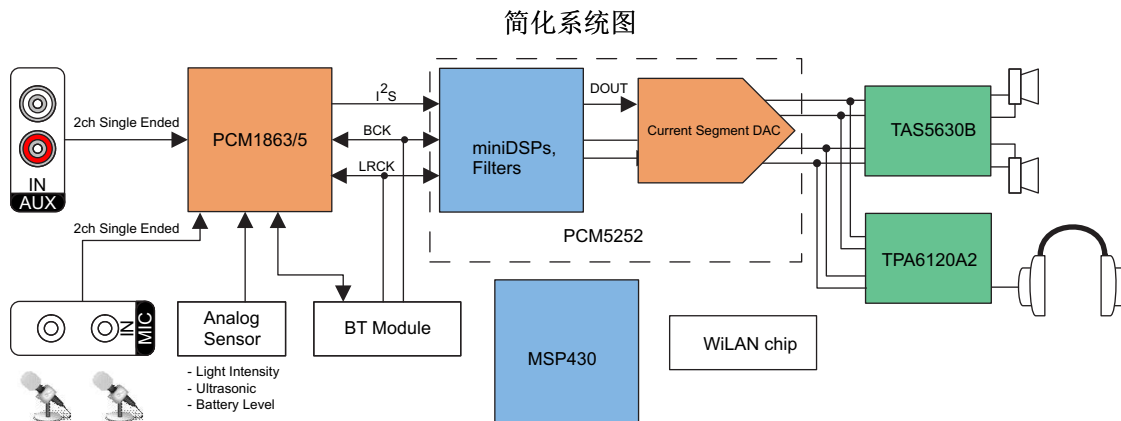 简化系统图
IN
AUX
2ch Single Ended
2ch Single Ended
IN
MIC
PCM1863/5
I²S
BCK
LRCK
miniDSPs,
Filters
DOUT
Current Segment DAC
PCM5252
TAS5630B
TPA6120A2
Analog
Sensor
- Light Intensity
- Ultrasonic
- Battery Level
BT Module
MSP430
WiLAN chip